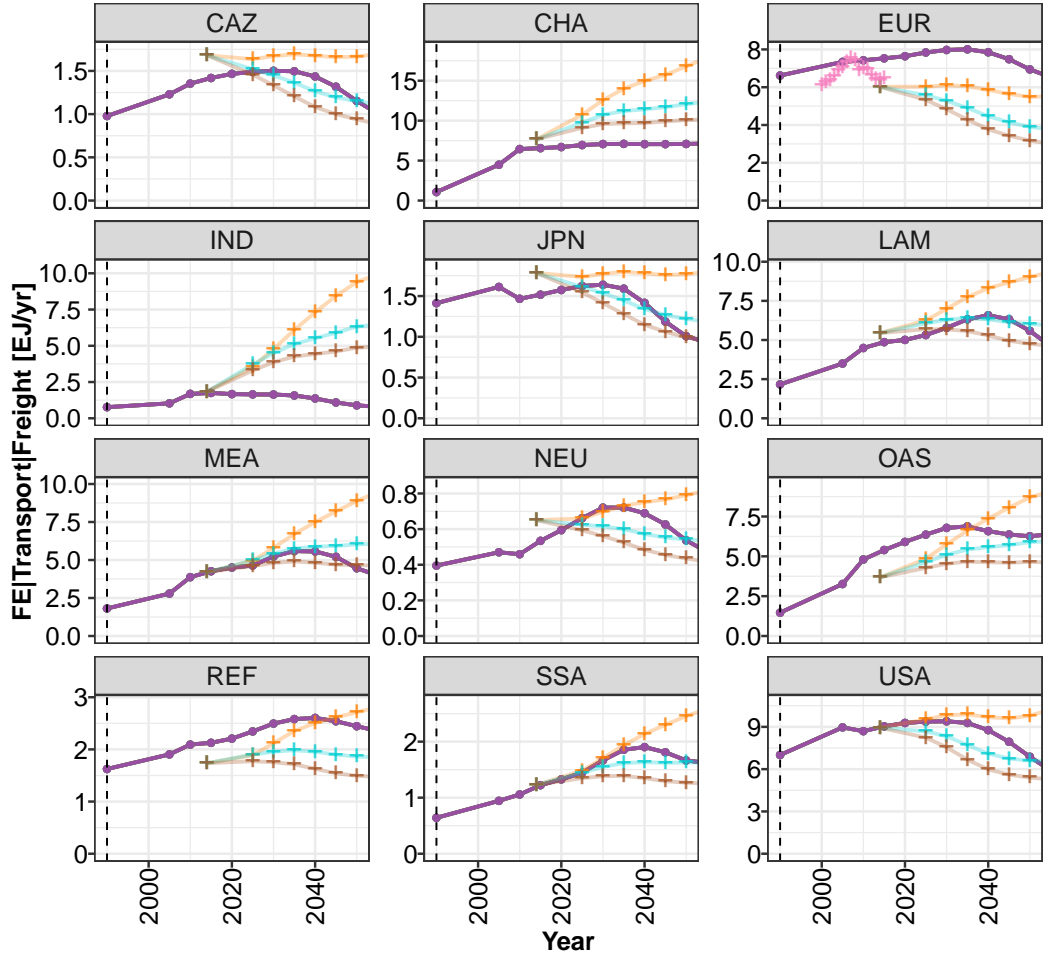 CAZ CHA EUR
1.5 1.0 0.5 0.0
15 10 5 0
8 6 4 2 0
IND JPN LAM
10.0 7.5 5.0 2.5 0.0
1.5 1.0 0.5 0.0
10.0 7.5 5.0 2.5 0.0
MEA NEU OAS
10.0 7.5 5.0 2.5 0.0
0.8 0.6 0.4 0.2 0.0
7.5 5.0 2.5 0.0
REF SSA USA
3 2 1 0
2 1 0
9 6 3 0
2000 2020 2040
2000 2020 2040
2000 2020 2040
Year
FE|Transport|Freight [EJ/yr]